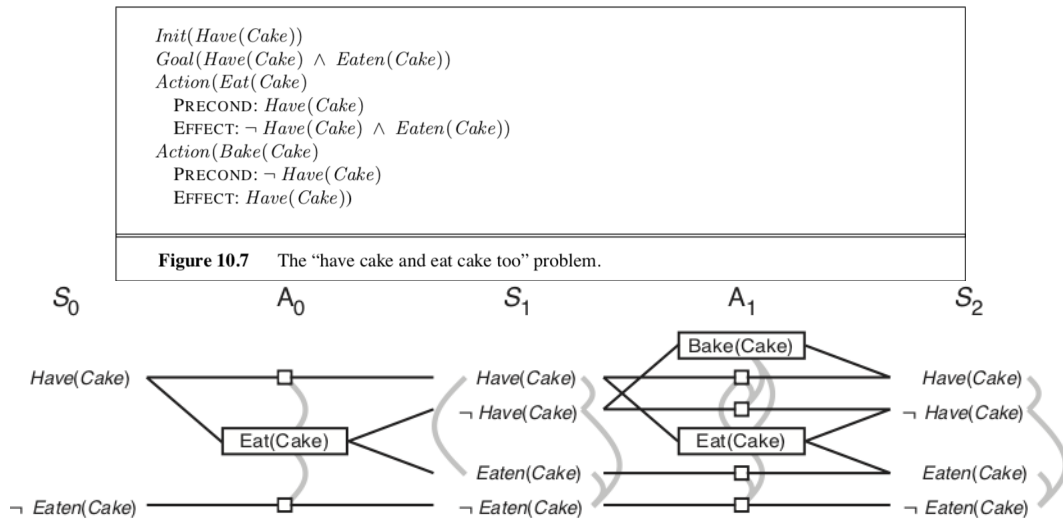 Init(Have(Cake))
Goal(Have(Cake) ∧ Eaten(Cake))
Action(Eat(Cake)
PRECOND: Have(Cake)
EFFECT: ¬ Have(Cake) ∧ Eaten(Cake))
Action(Bake(Cake)
PRECOND: ¬ Have(Cake)
EFFECT: Have(Cake))
Figure 10.7 The “have cake and eat cake too” problem.
S0 A0 S1 A1 S2
Bake(Cake)
Have(Cake) Have(Cake) Have(Cake)
¬ Have(Cake) ¬ Have(Cake)
Eat(Cake) Eat(Cake)
Eaten(Cake) Eaten(Cake)
¬ Eaten(Cake) ¬ Eaten(Cake) ¬ Eaten(Cake)